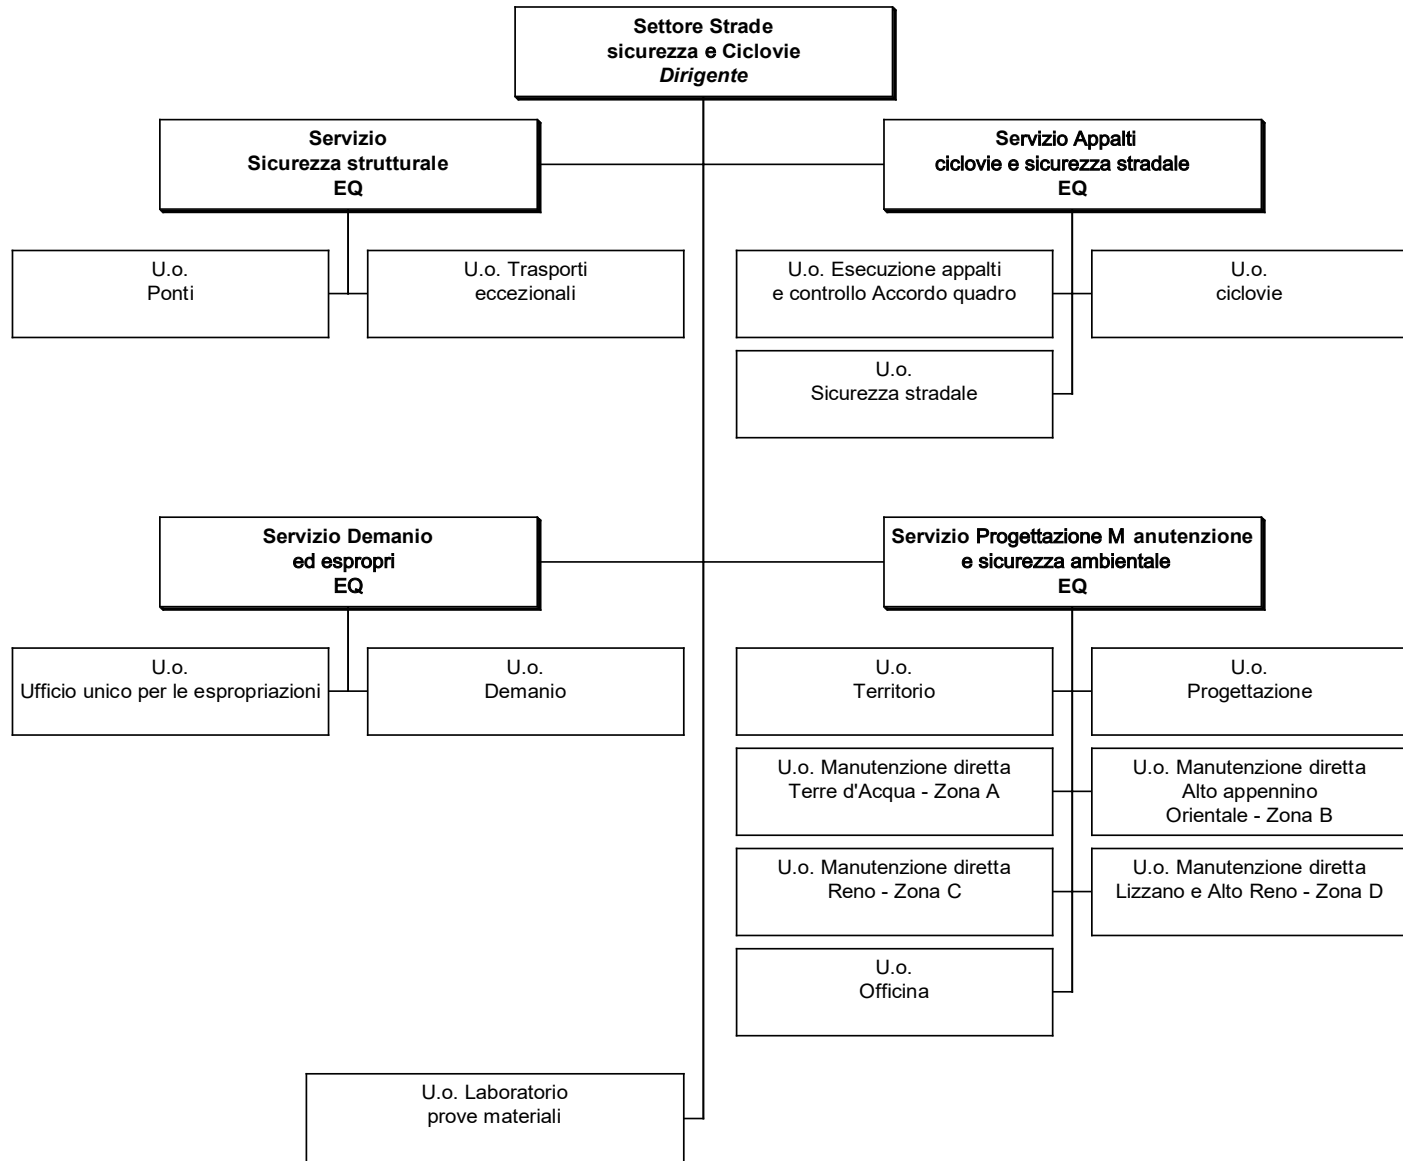 Settore Strade
sicurezza e Ciclovie
Dirigente
Servizio
Sicurezza strutturale
EQ
Servizio Appalti
ciclovie e sicurezza stradale
EQ
U.o.
Ponti
U.o. Trasporti
eccezionali
U.o. Esecuzione appalti
e controllo Accordo quadro
U.o.
ciclovie
U.o.
Sicurezza stradale
Servizio Demanio
ed espropri
EQ
Servizio Progettazione M anutenzione
e sicurezza ambientale
EQ
U.o.
Ufficio unico per le espropriazioni
U.o.
Demanio
U.o.
Territorio
U.o.
Progettazione
U.o. Manutenzione diretta
Terre d'Acqua - Zona A
U.o. Manutenzione diretta
Alto appennino
Orientale - Zona B
U.o. Manutenzione diretta
Reno - Zona C
U.o. Manutenzione diretta
Lizzano e Alto Reno - Zona D
U.o.
Officina
U.o. Laboratorio
prove materiali